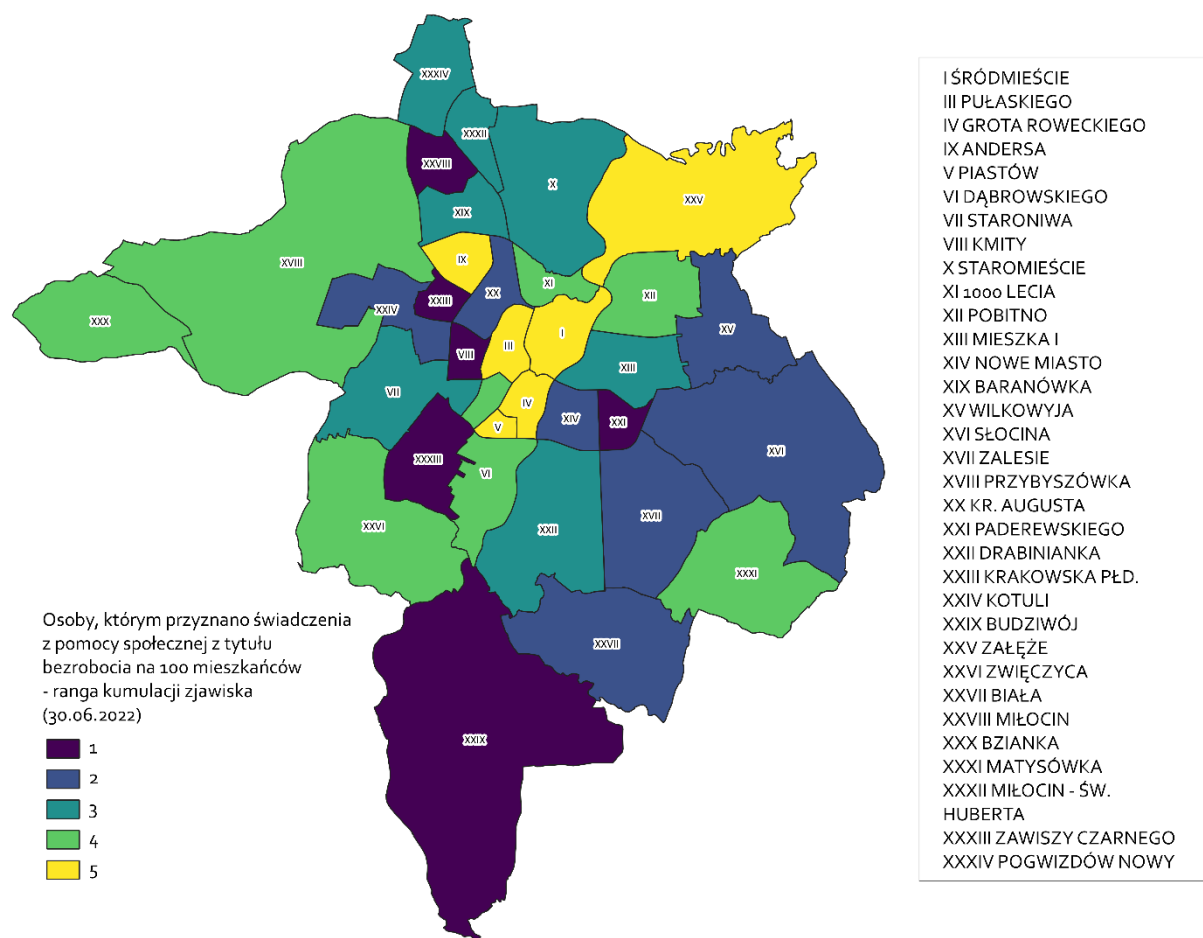 XXXIV
XXXII
XXVIII
X
XXV
XIX
IX
XVIII
XI
XX
XXIII
XII
XXIV
XXX
I
XV
III
VIII
XIII
VII
IV
XIV
XXI
V
XVI
XXXIII
VI
XVII
XXVI
XXII
XXXI
XXVII
XXIX
Osoby, którym przyznano świadczenia
z pomocy społecznej z tytułu
bezrobocia na 100 mieszkańców
- ranga kumulacji zjawiska
(30.06.2022)
1
2
3
4
5
I ŚRÓDMIEŚCIE
III PUŁASKIEGO
IV GROTA ROWECKIEGO
IX ANDERSA
V PIASTÓW
VI DĄBROWSKIEGO
VII STARONIWA
VIII KMITY
X STAROMIEŚCIE
XI 1000 LECIA
XII POBITNO
XIII MIESZKA I
XIV NOWE MIASTO
XIX BARANÓWKA
XV WILKOWYJA
XVI SŁOCINA
XVII ZALESIE
XVIII PRZYBYSZÓWKA
XX KR. AUGUSTA
XXI PADEREWSKIEGO
XXII DRABINIANKA
XXIII KRAKOWSKA PŁD.
XXIV KOTULI
XXIX BUDZIWÓJ
XXV ZAŁĘŻE
XXVI ZWIĘCZYCA
XXVII BIAŁA
XXVIII MIŁOCIN
XXX BZIANKA
XXXI MATYSÓWKA
XXXII MIŁOCIN - ŚW.
HUBERTA
XXXIII ZAWISZY CZARNEGO
XXXIV POGWIZDÓW NOWY